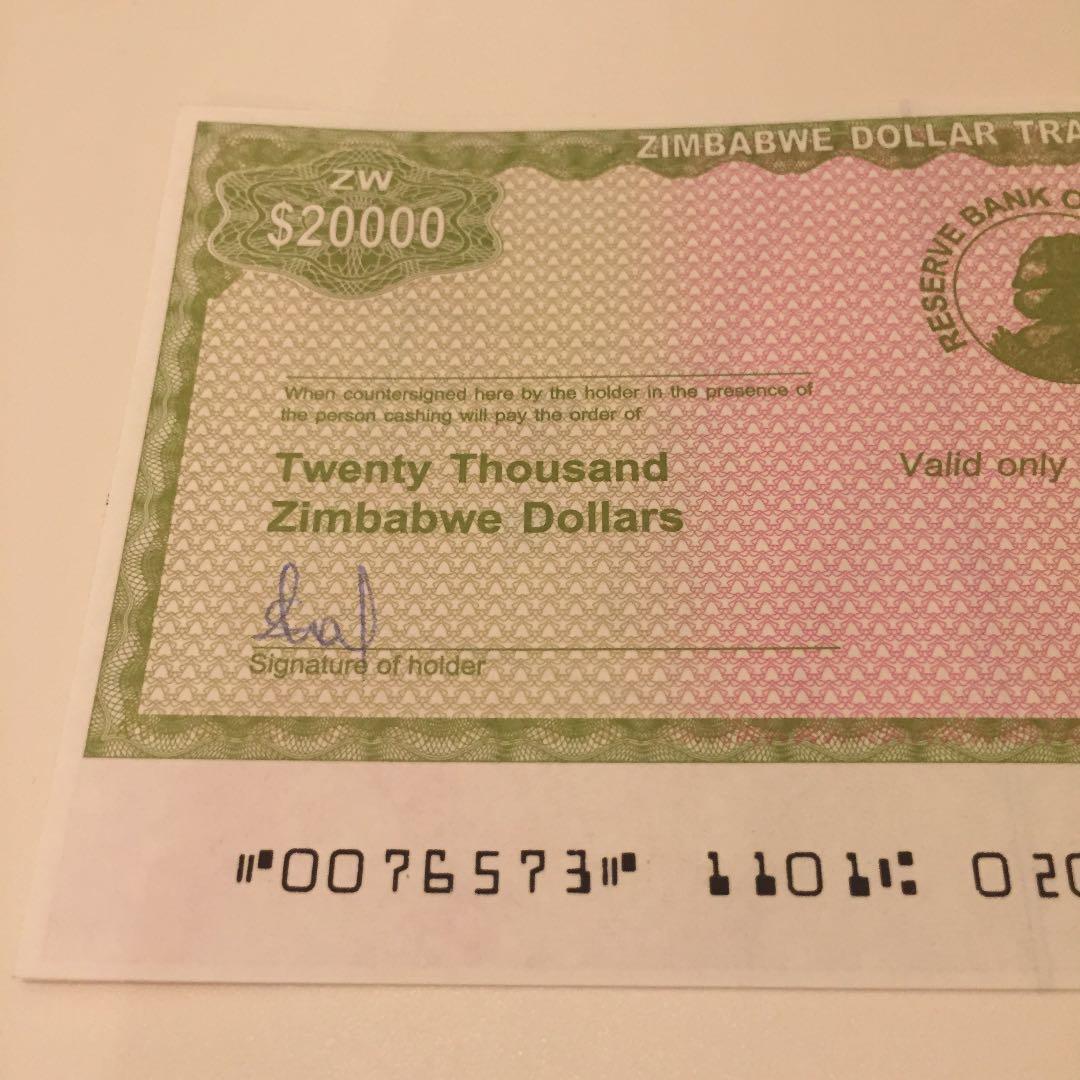 ZIMBABWE DOLLAR TRA
ZW
$20000
RESERVE BANK O
When countersigned here by the holder in the presence of
the person cashing will pay the order of
Twenty Thousand
Zimbabwe Dollars
Valid only
Signature of holder
⑈0076573⑈ 1101⑆ 020